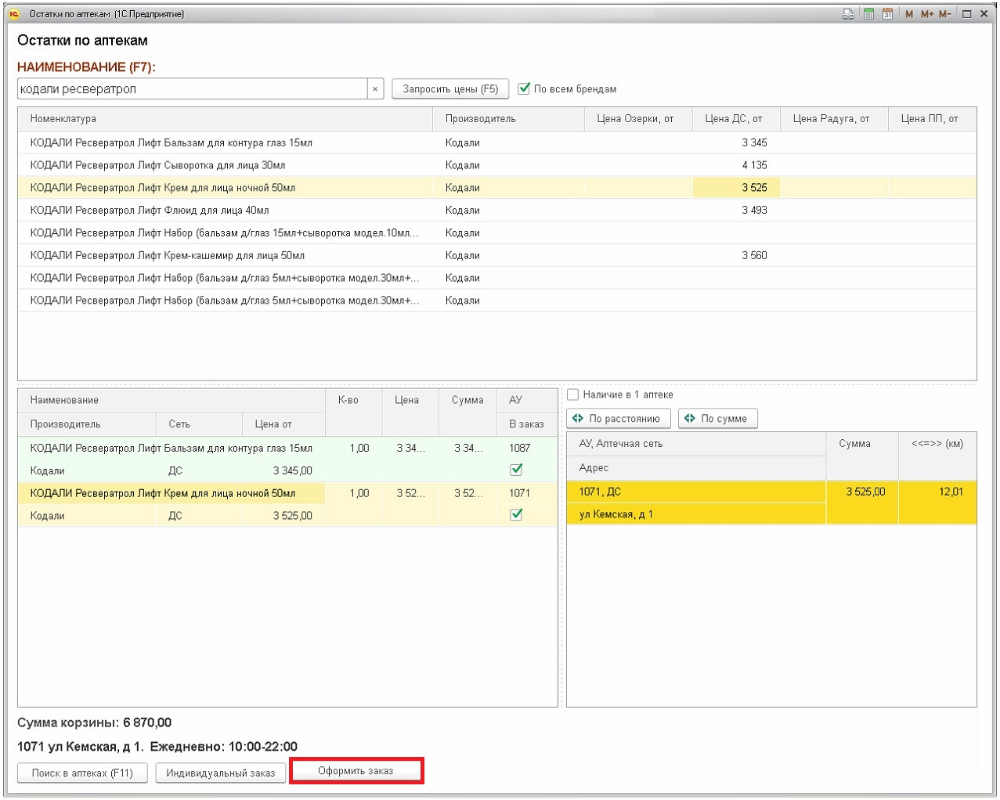 Остатки по аптекам (1С:Предприятие) M M+ M-
Остатки по аптекам
НАИМЕНОВАНИЕ (F7):
кодали ресвератрол × Запросить цены (F5) По всем брендам
Номенклатура Производитель Цена Озерки, от Цена ДС, от Цена Радуга, от Цена ПП, от
КОДАЛИ Ресвератрол Лифт Бальзам для контура глаз 15мл Кодали 3 345
КОДАЛИ Ресвератрол Лифт Сыворотка для лица 30мл Кодали 4 135
КОДАЛИ Ресвератрол Лифт Крем для лица ночной 50мл Кодали 3 525
КОДАЛИ Ресвератрол Лифт Флюид для лица 40мл Кодали 3 493
КОДАЛИ Ресвератрол Лифт Набор (бальзам д/глаз 15мл+сыворотка модел.10мл... Кодали
КОДАЛИ Ресвератрол Лифт Крем-кашемир для лица 50мл Кодали 3 560
КОДАЛИ Ресвератрол Лифт Набор (бальзам д/глаз 5мл+сыворотка модел.30мл+... Кодали
КОДАЛИ Ресвератрол Лифт Набор (бальзам д/глаз 5мл+сыворотка модел.30мл+... Кодали
Наименование К-во Цена Сумма АУ
Производитель Сеть Цена от В заказ
КОДАЛИ Ресвератрол Лифт Бальзам для контура глаз 15мл 1,00 3 34... 3 34... 1087
Кодали ДС 3 345,00
КОДАЛИ Ресвератрол Лифт Крем для лица ночной 50мл 1,00 3 52... 3 52... 1071
Кодали ДС 3 525,00
Наличие в 1 аптеке
По расстоянию По сумме
АУ, Аптечная сеть Сумма <<=>> (км)
Адрес
1071, ДС 3 525,00 12,01
ул Кемская, д 1
Сумма корзины: 6 870,00
1071 ул Кемская, д 1. Ежедневно: 10:00-22:00
Поиск в аптеках (F11) Индивидуальный заказ Оформить заказ